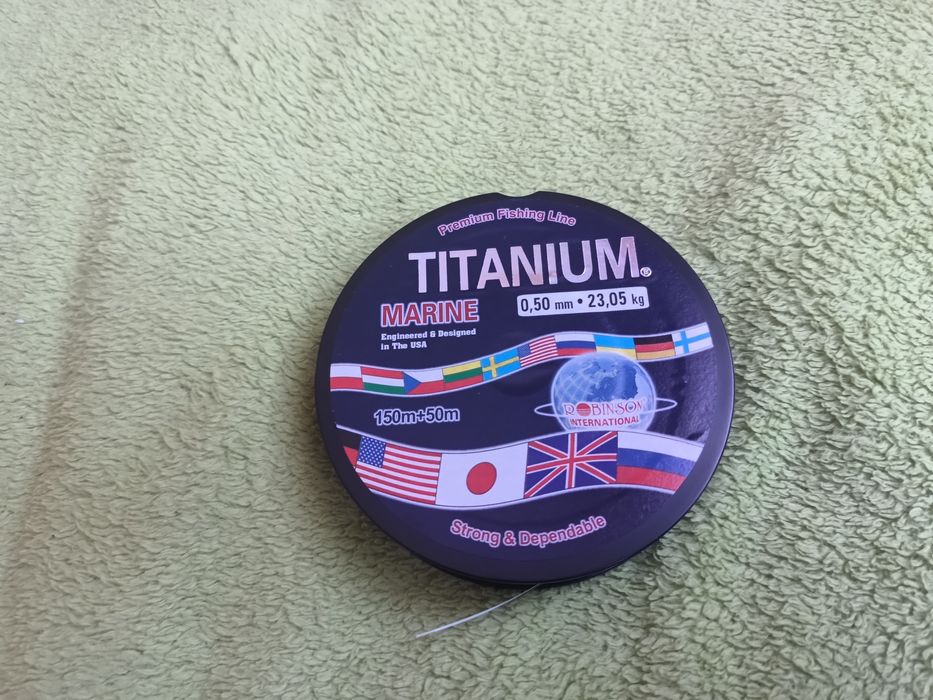 Premium Fishing Line
TITANIUM®
0,50 mm • 23,05 kg
MARINE
Engineered & Designed
in The USA
150m+50m
ROBINSON
INTERNATIONAL
Strong & Dependable